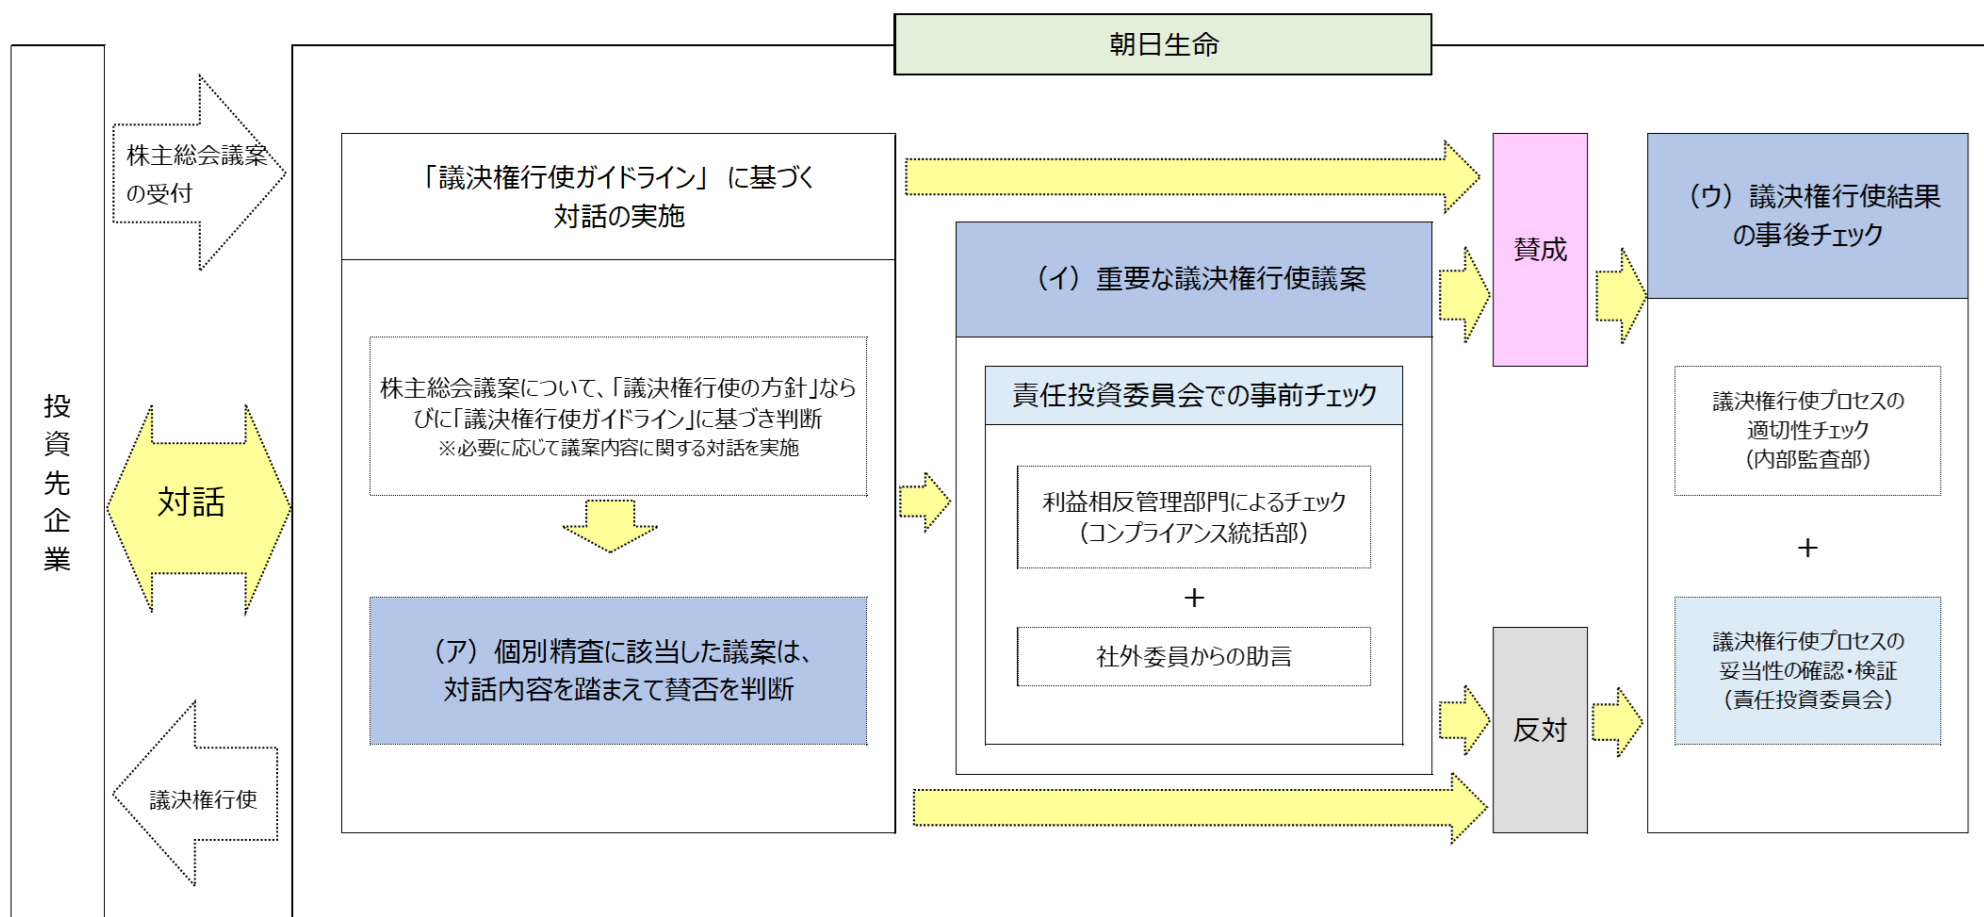 朝日生命
投資先企業
株主総会議案
の受付
対話
議決権行使
「議決権行使ガイドライン」 に基づく
対話の実施
株主総会議案について、「議決権行使の方針」なら
びに「議決権行使ガイドライン」に基づき判断
※必要に応じて議案内容に関する対話を実施
（ア）個別精査に該当した議案は、
対話内容を踏まえて賛否を判断
（イ）重要な議決権行使議案
責任投資委員会での事前チェック
利益相反管理部門によるチェック
（コンプライアンス統括部）
＋
社外委員からの助言
賛成
反対
（ウ）議決権行使結果
の事後チェック
議決権行使プロセスの
適切性チェック
（内部監査部）
＋
議決権行使プロセスの
妥当性の確認・検証
（責任投資委員会）